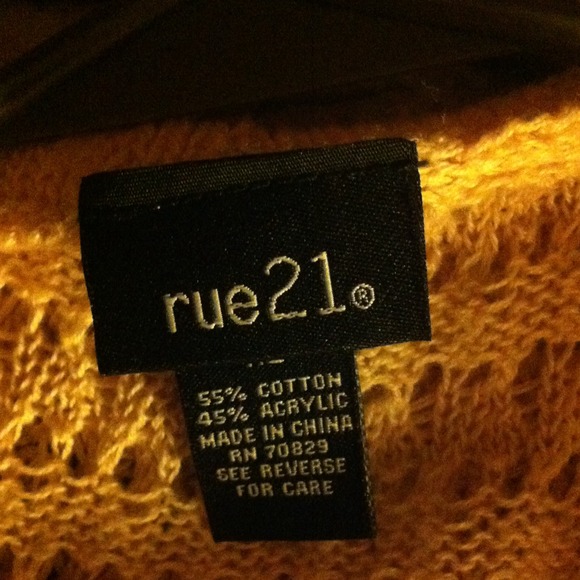 rue21®
55% COTTON
45% ACRYLIC
MADE IN CHINA
RN 70829
SEE REVERSE
FOR CARE